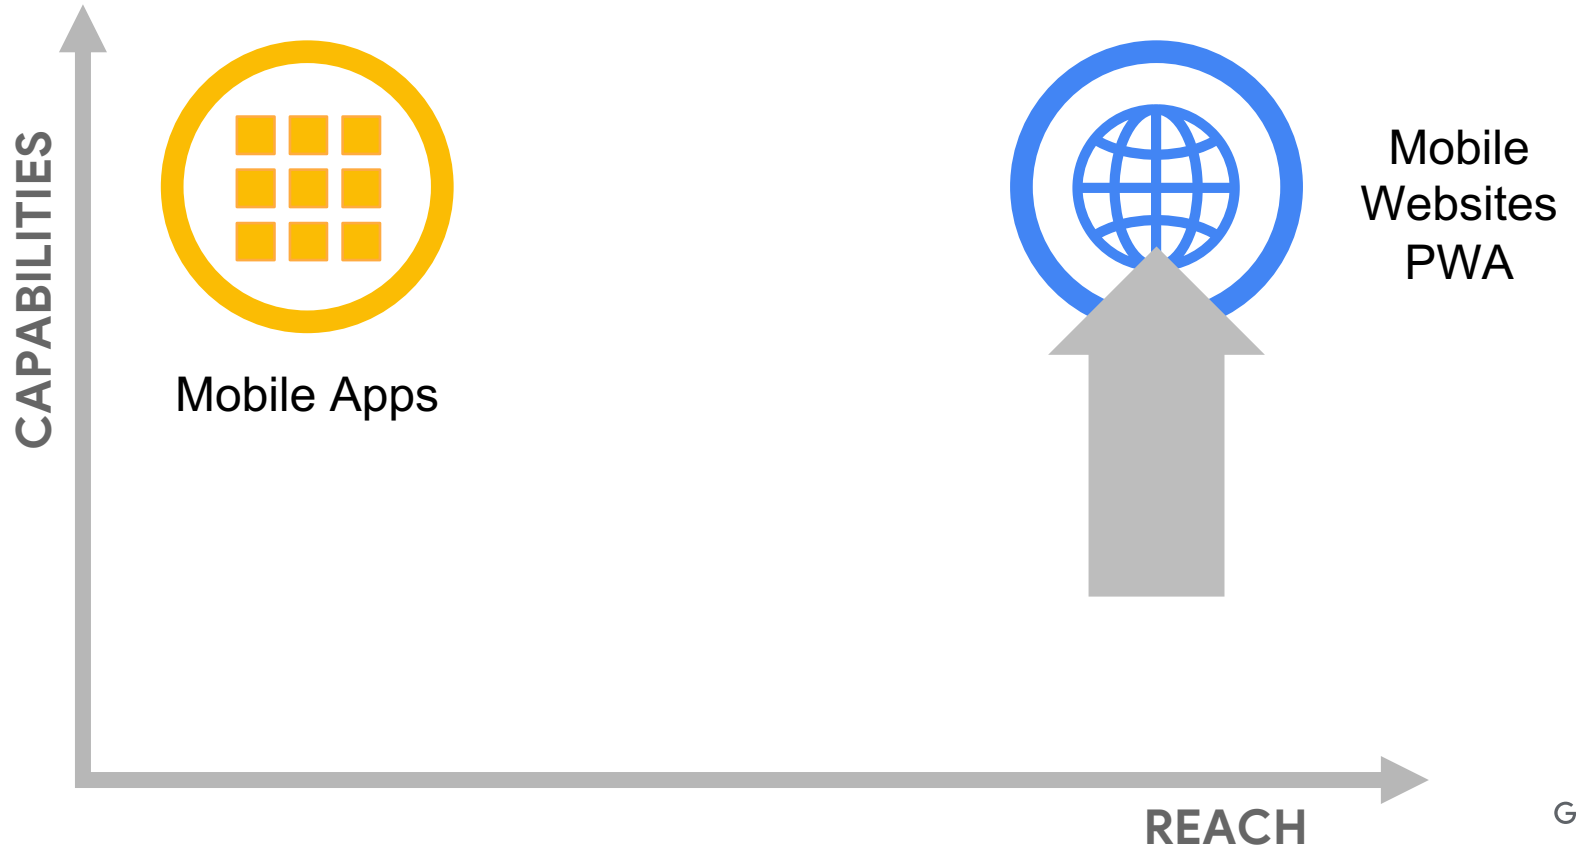 CAPABILITIES
Mobile Apps
Mobile
Websites
PWA
REACH
G